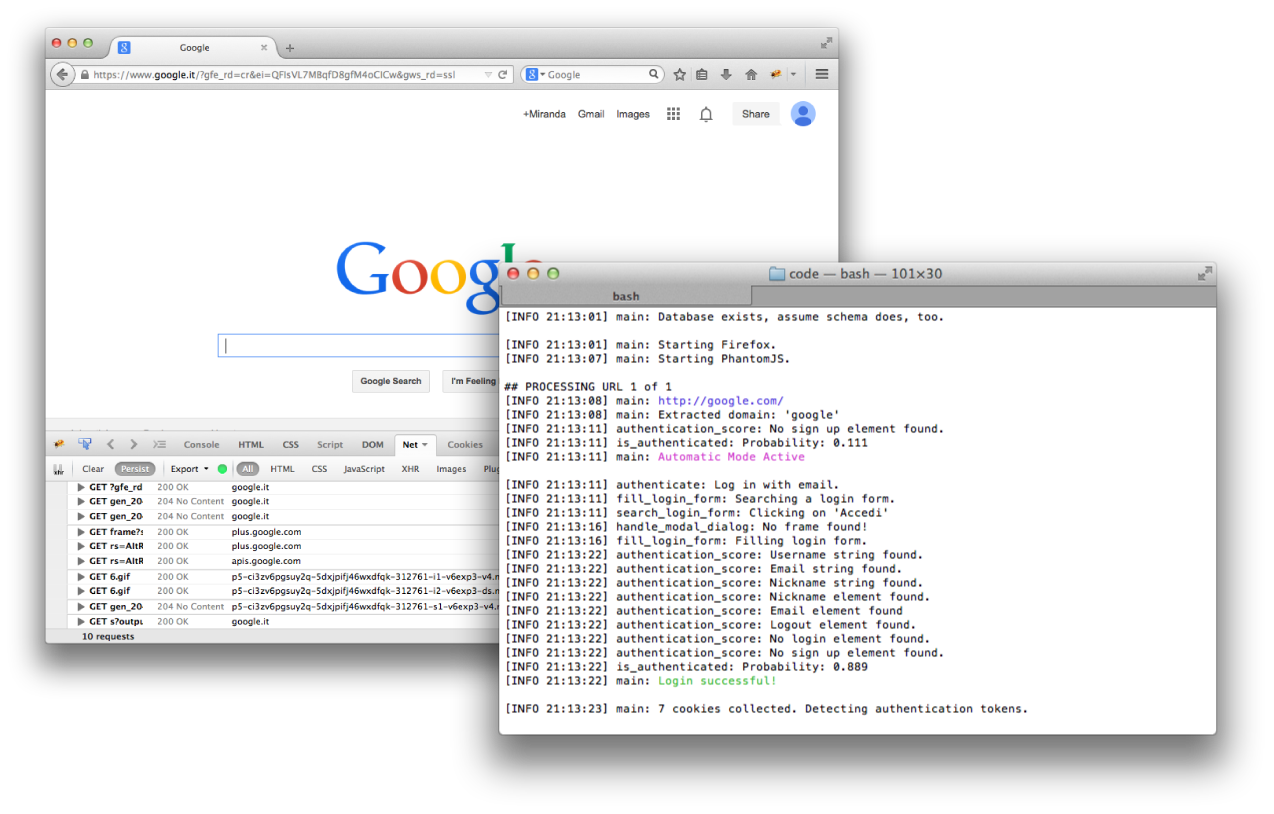 Google
https://www.google.it/?gfe_rd=cr&ei=QFIsVL7M8qfD8gfM4oCICw&gws_rd=ssl
Google
+Miranda Gmail Images Share
Google
Google Search I'm Feeling
Console HTML CSS Script DOM Net Cookies
Clear Persist Export All HTML CSS JavaScript XHR Images
GET ?gfe_rd 200 OK google.it
GET gen_20 204 No Content google.it
GET gen_20 204 No Content google.it
GET frame?s 200 OK plus.google.com
GET rs=AltR 200 OK plus.google.com
GET rs=AltR 200 OK apis.google.com
GET 6.gif 200 OK p5-ci3zv6pgsuy2q-5dxjpifj46wxdfqk-312761-i1-v6exp3-v4.
GET 6.gif 200 OK p5-ci3zv6pgsuy2q-5dxjpifj46wxdfqk-312761-i2-v6exp3-ds.
GET gen_20 204 No Content p5-ci3zv6pgsuy2q-5dxjpifj46wxdfqk-312761-s1-v6exp3-v4.
GET s?outpu 200 OK google.it
10 requests
code — bash — 101×30
bash
[INFO 21:13:01] main: Database exists, assume schema does, too.
[INFO 21:13:01] main: Starting Firefox.
[INFO 21:13:07] main: Starting PhantomJS.
## PROCESSING URL 1 of 1
[INFO 21:13:08] main: http://google.com/
[INFO 21:13:08] main: Extracted domain: 'google'
[INFO 21:13:11] authentication_score: No sign up element found.
[INFO 21:13:11] is_authenticated: Probability: 0.111
[INFO 21:13:11] main: Automatic Mode Active
[INFO 21:13:11] authenticate: Log in with email.
[INFO 21:13:11] fill_login_form: Searching a login form.
[INFO 21:13:11] search_login_form: Clicking on 'Accedi'
[INFO 21:13:16] handle_modal_dialog: No frame found!
[INFO 21:13:16] fill_login_form: Filling login form.
[INFO 21:13:22] authentication_score: Username string found.
[INFO 21:13:22] authentication_score: Email string found.
[INFO 21:13:22] authentication_score: Nickname string found.
[INFO 21:13:22] authentication_score: Nickname element found.
[INFO 21:13:22] authentication_score: Email element found
[INFO 21:13:22] authentication_score: Logout element found.
[INFO 21:13:22] authentication_score: No login element found.
[INFO 21:13:22] authentication_score: No sign up element found.
[INFO 21:13:22] is_authenticated: Probability: 0.889
[INFO 21:13:22] main: Login successful!
[INFO 21:13:23] main: 7 cookies collected. Detecting authentication tokens.